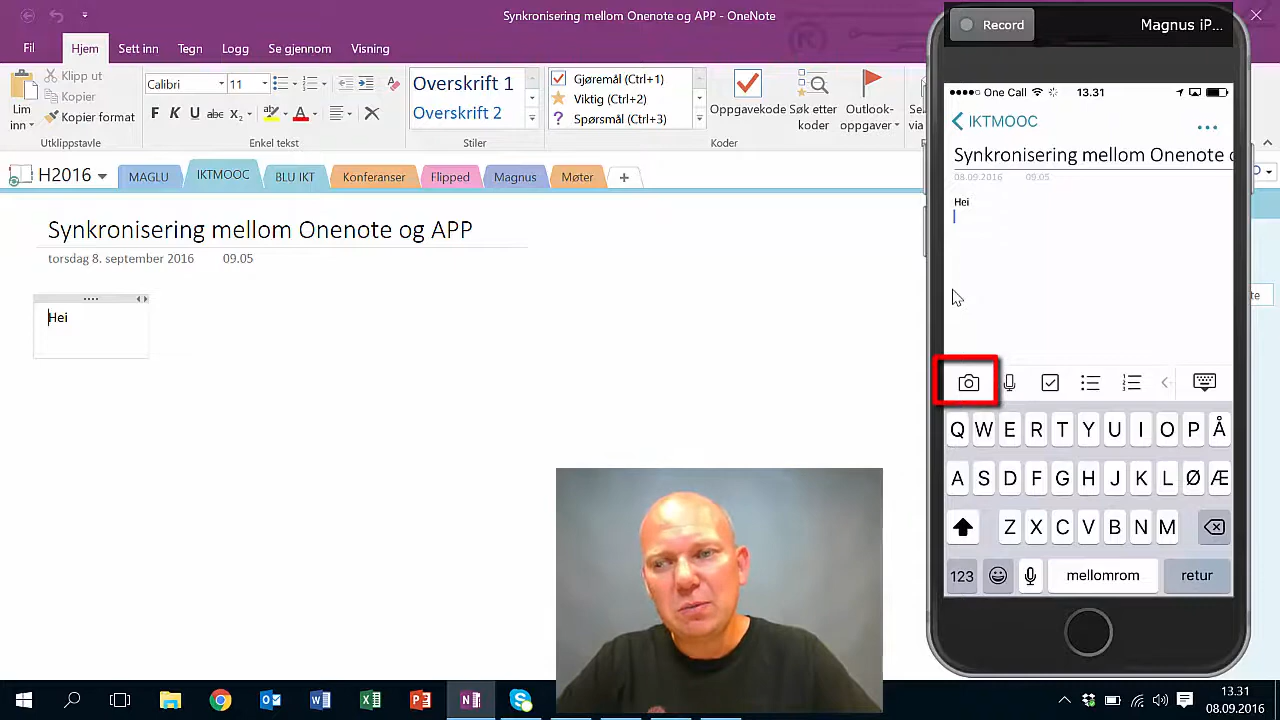 Synkronisering mellom Onenote og APP - OneNote
Fil Hjem Sett inn Tegn Logg Se gjennom Visning
Lim inn
Klipp ut
Kopier
Kopier format
Utklippstavle
Calibri 11
F K U abc X₂ A
Enkel tekst
Overskrift 1
Overskrift 2
Stiler
Gjøremål (Ctrl+1)
Viktig (Ctrl+2)
Spørsmål (Ctrl+3)
Oppgavekode
Søk etter koder
Outlook-oppgaver
Koder
H2016
MAGLU IKTMOOC BLU IKT Konferanser Flipped Magnus Møter +
Synkronisering mellom Onenote og APP
torsdag 8. september 2016 09.05
Hei
Record Magnus iP...
One Call 13.31
IKTMOOC
Synkronisering mellom Onenote
08.09.2016 09.05
Hei
Q W E R T Y U I O P Å
A S D F G H J K L Ø Æ
Z X C V B N M
123 mellomrom retur
13.31
08.09.2016